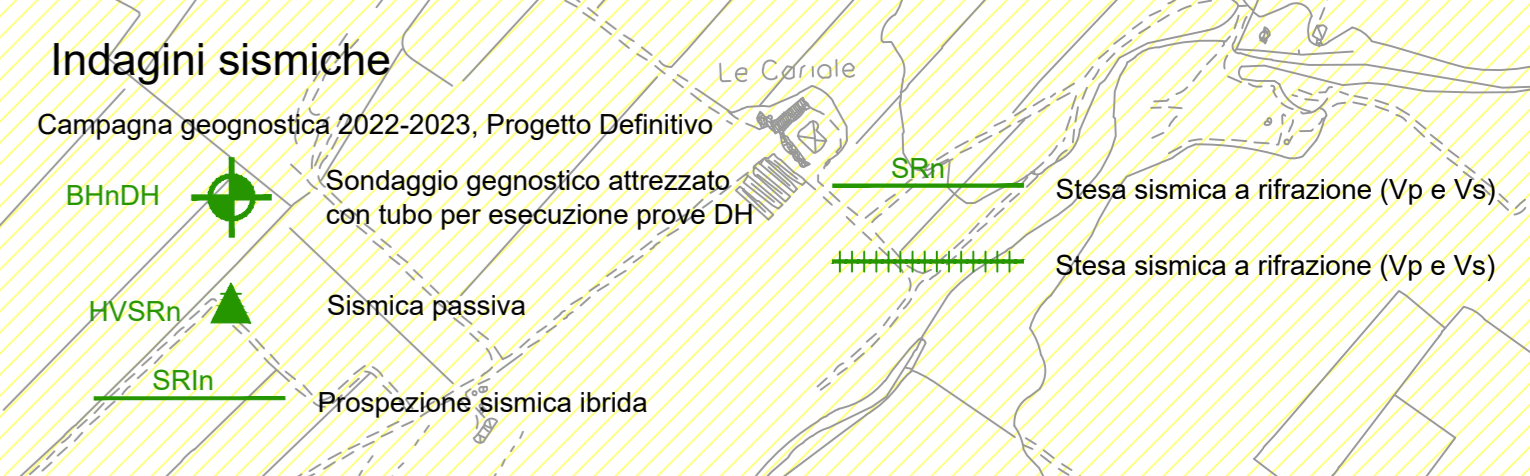 Indagini sismiche
Le Cariale
Campagna geognostica 2022-2023, Progetto Definitivo
BHnDH
Sondaggio gegnostico attrezzato
con tubo per esecuzione prove DH
HVSRn
Sismica passiva
SRIn
Prospezione sismica ibrida
SRn
Stesa sismica a rifrazione (Vp e Vs)
Stesa sismica a rifrazione (Vp e Vs)